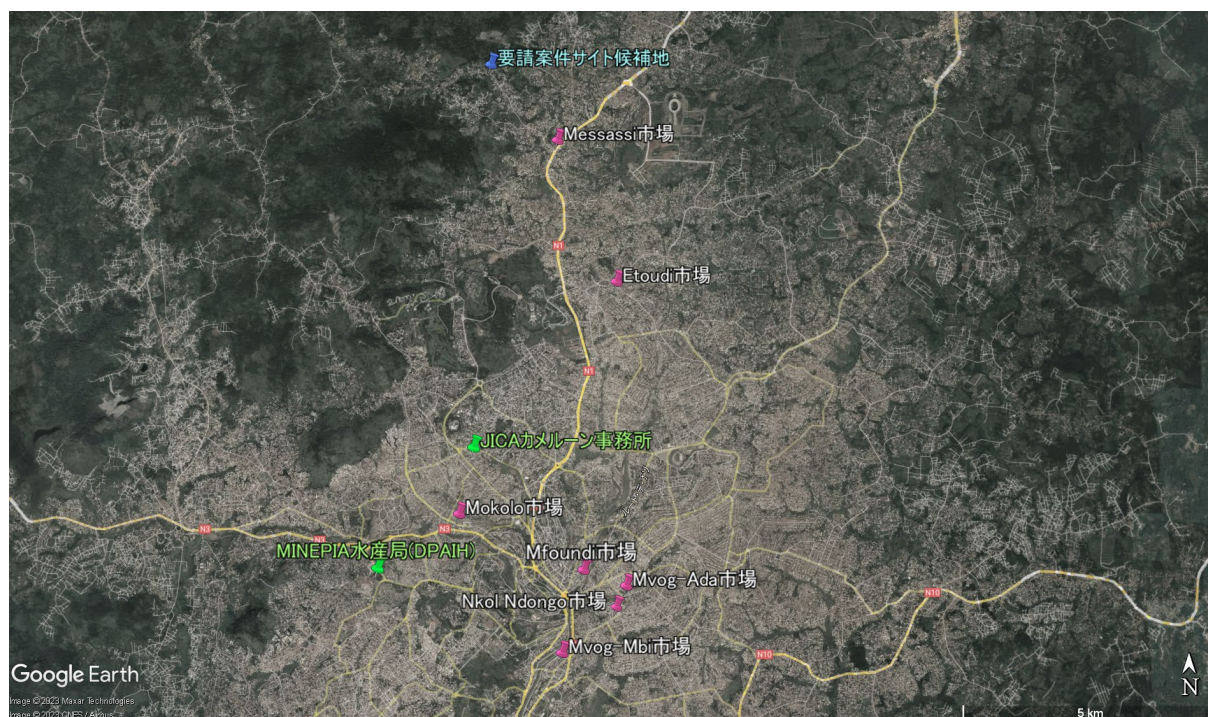 要請案件サイト候補地
Messassi市場
N1
Etoudi市場
N1
JICAカメルーン事務所
Mokolo市場
N3
N3
N3
MINEPIA水産局(DPAIH)
Mfoundi市場
Mvog-Ada市場
Nkol Ndongo市場
N10
Mvog-Mbi市場
N10
Google Earth
N
Image © 2023 Maxar Technologies
Image © 2023 CNES / Airbus
5 km